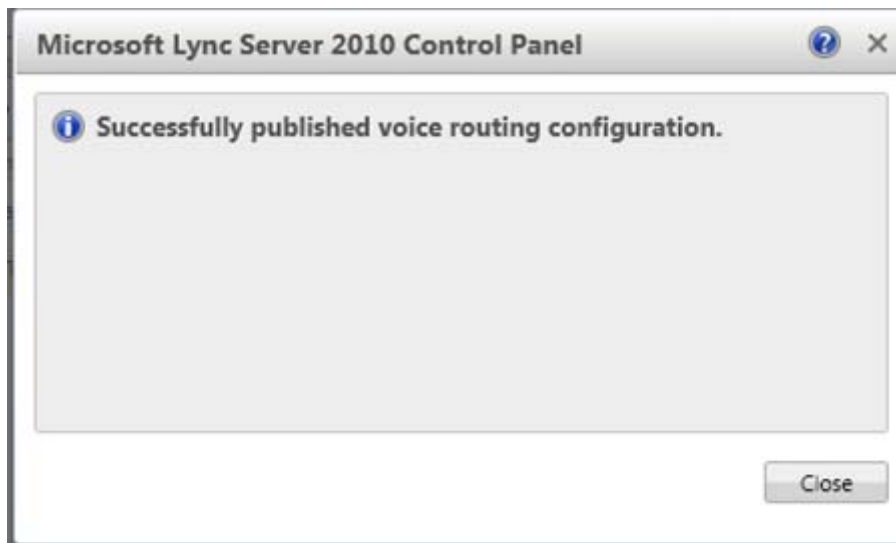 Microsoft Lync Server 2010 Control Panel
Successfully published voice routing configuration.
Close